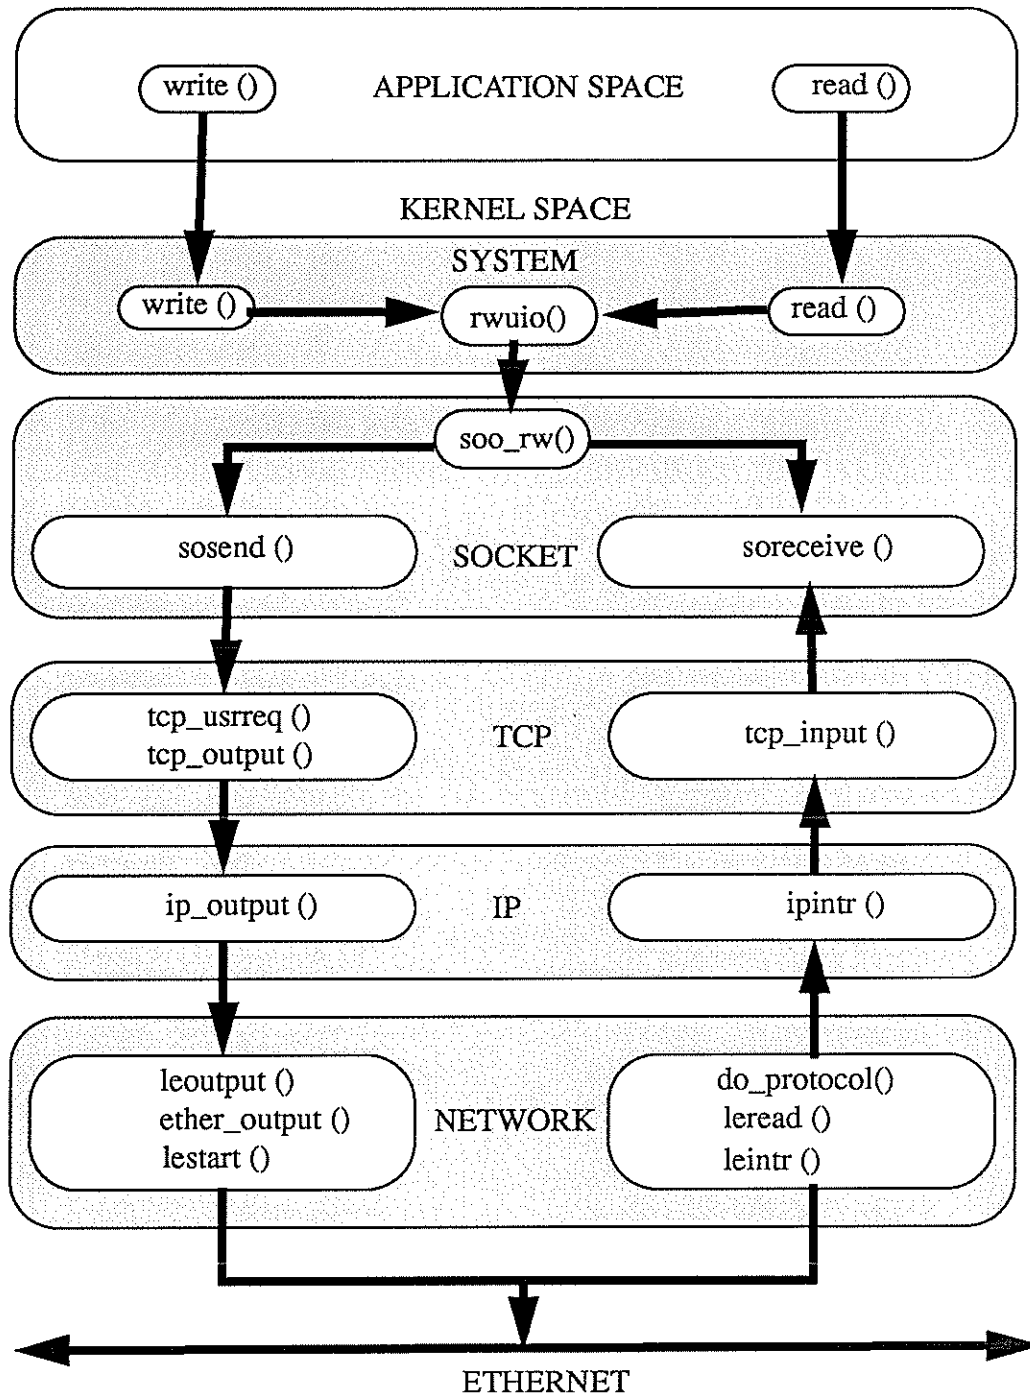 write ()
APPLICATION SPACE
read ()
KERNEL SPACE
SYSTEM
write ()
rwuio()
read ()
soo_rw()
sosend ()
SOCKET
soreceive ()
tcp_usrreq ()
tcp_output ()
TCP
tcp_input ()
ip_output ()
IP
ipintr ()
leoutput ()
ether_output ()
lestart ()
NETWORK
do_protocol()
leread ()
leintr ()
ETHERNET